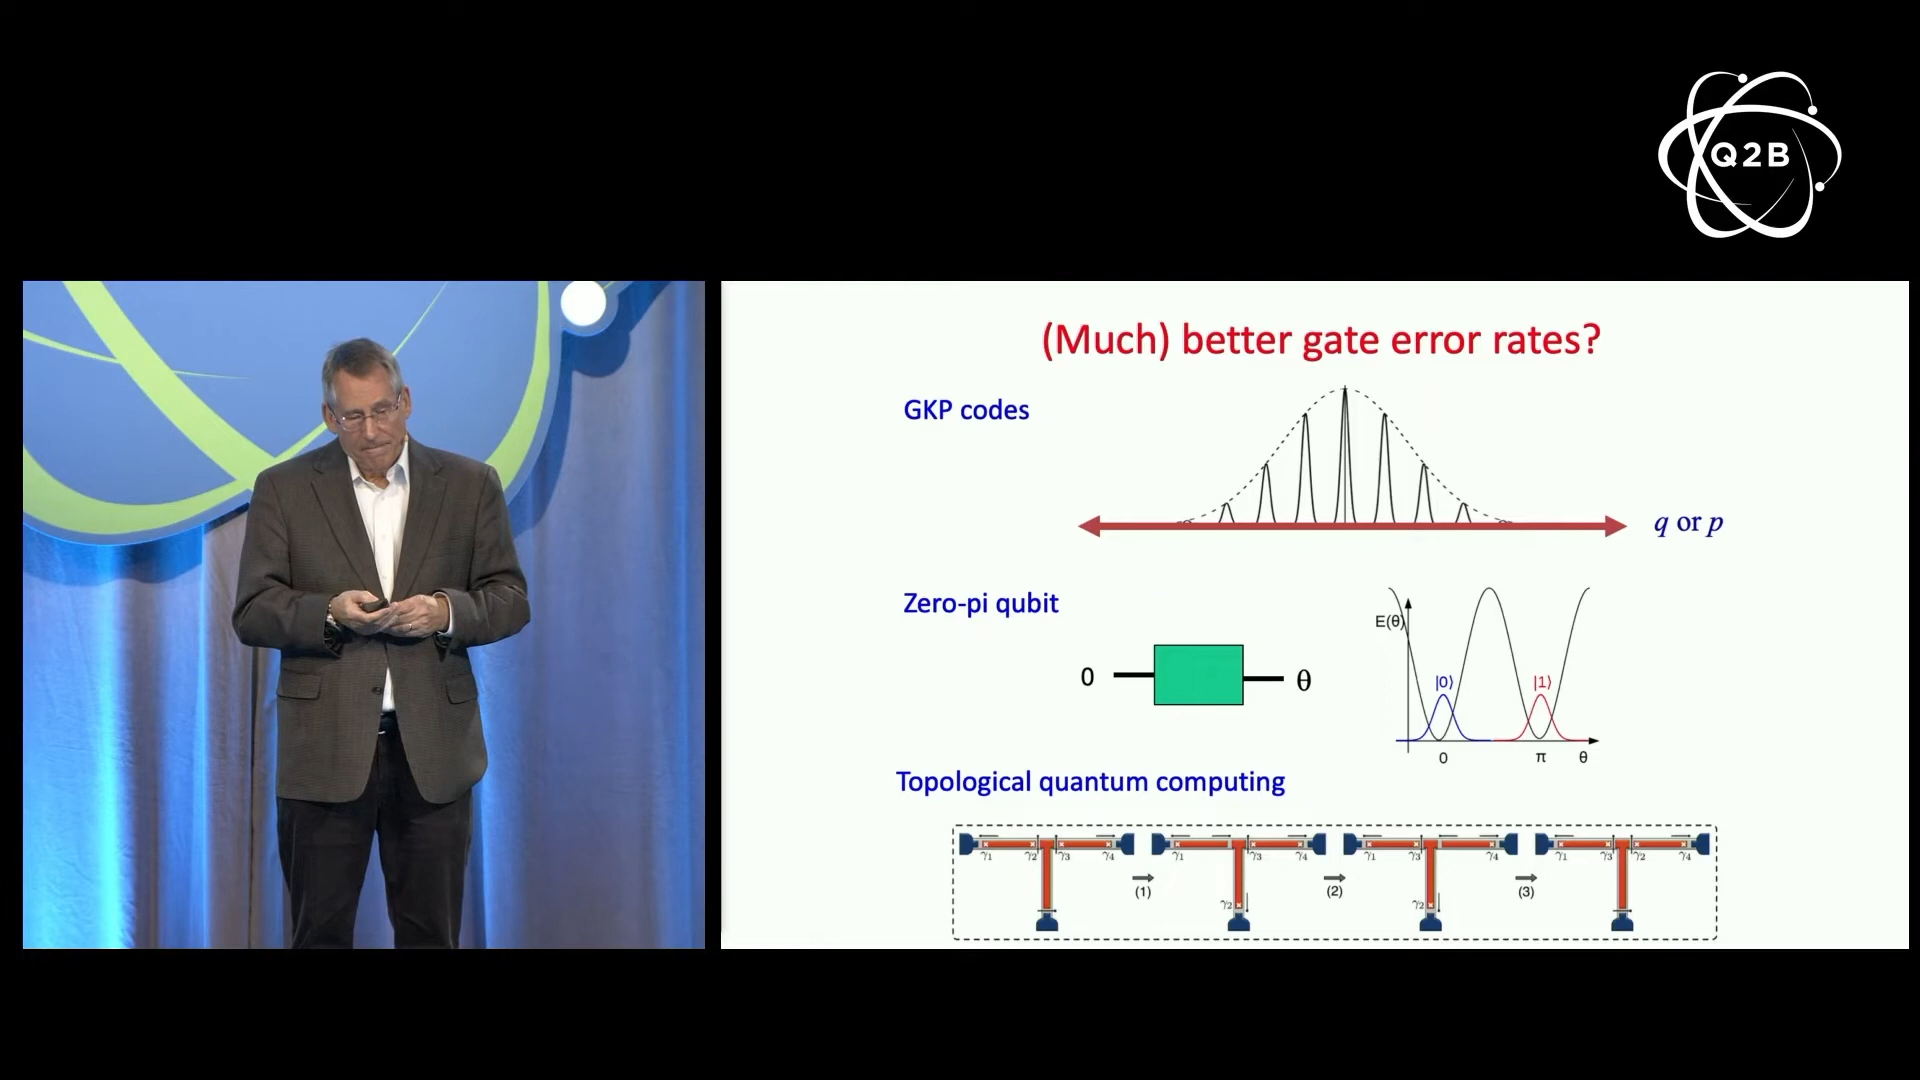 Q2B
(Much) better gate error rates?
GKP codes
q or p
Zero-pi qubit
0 θ
E(θ)
|0⟩ |1⟩
0 π θ
Topological quantum computing
γ1 γ2 γ3 γ4 γ1 γ3 γ4 γ1 γ3 γ4 γ1 γ3 γ2 γ4
(1) (2) (3)
γ2 γ2